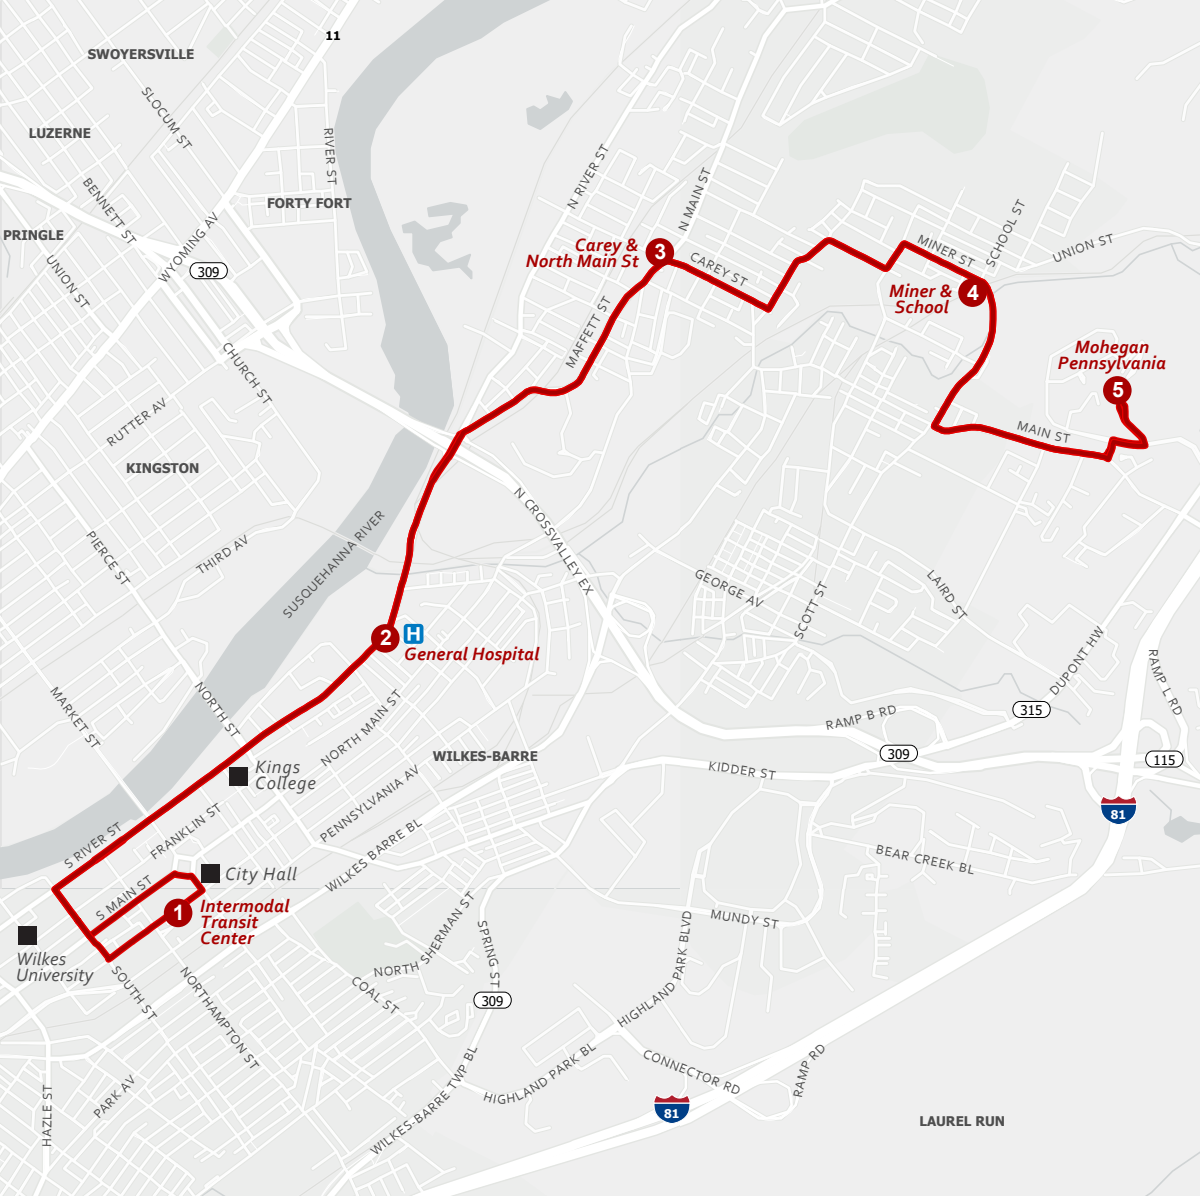 11
SWOYERSVILLE
SLOCUM ST
LUZERNE
RIVER ST
N RIVER ST
BENNETT ST
FORTY FORT
N MAIN ST
SCHOOL ST
PRINGLE
WYOMING AV
UNION ST
309
Carey &
North Main St
3
CAREY ST
MINER ST
UNION ST
Miner &
School
4
MAFFETT ST
CHURCH ST
Mohegan
Pennsylvania
5
RUTTER AV
MAIN ST
KINGSTON
N CROSSVALLEY EX
PIERCE ST
THIRD AV
SUSQUEHANNA RIVER
GEORGE AV
SCOTT ST
LAIRD ST
2
H
General Hospital
DUPONT HW
RAMP L RD
MARKET ST
NORTH ST
NORTH MAIN ST
315
RAMP B RD
WILKES-BARRE
309
115
Kings
College
KIDDER ST
PENNSYLVANIA AV
81
S RIVER ST
FRANKLIN ST
WILKES BARRE BL
BEAR CREEK BL
City Hall
S MAIN ST
1
Intermodal
Transit
Center
MUNDY ST
Wilkes
University
NORTH SHERMAN ST
SPRING ST
HIGHLAND PARK BLVD
SOUTH ST
NORTHAMPTON ST
COAL ST
309
HIGHLAND PARK BL
CONNECTOR RD
RAMP RD
PARK AV
HAZLE ST
WILKES-BARRE TWP BL
81
LAUREL RUN